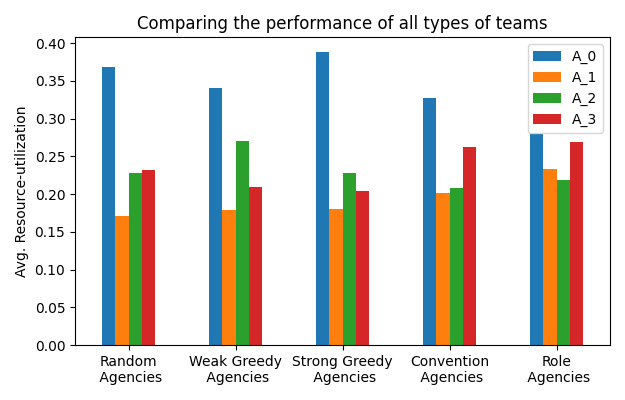 Comparing the performance of all types of teams
A_0
A_1
A_2
A_3
Avg. Resource-utilization
0.40
0.35
0.30
0.25
0.20
0.15
0.10
0.05
0.00
Random
Agencies
Weak Greedy
Agencies
Strong Greedy
Agencies
Convention
Agencies
Role
Agencies